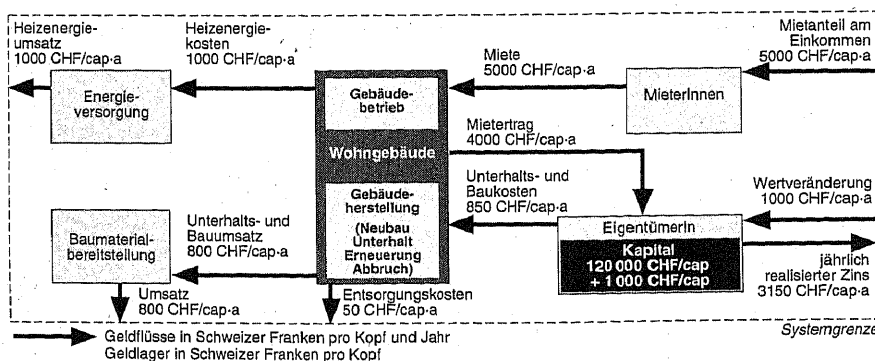 Heizenergie-
umsatz
1000 CHF/cap·a
Heizenergie-
kosten
1000 CHF/cap·a
Miete
5000 CHF/cap·a
Mietanteil am
Einkommen
5000 CHF/cap·a
Energie-
versorgung
Gebäude-
betrieb
MieterInnen
Wohngebäude
Mietertrag
4000 CHF/cap·a
Gebäude-
herstellung
(Neubau
Unterhalt
Erneuerung
Abbruch)
Unterhalts- und
Baukosten
850 CHF/cap·a
Wertveränderung
1000 CHF/cap·a
Baumaterial-
bereitstellung
Unterhalts- und
Bauumsatz
800 CHF/cap·a
EigentümerIn
Kapital
120 000 CHF/cap
+ 1 000 CHF/cap
jährlich
realisierter Zins
3150 CHF/cap·a
Umsatz
800 CHF/cap·a
Entsorgungskosten
50 CHF/cap·a
Systemgrenze
Geldflüsse in Schweizer Franken pro Kopf und Jahr
Geldlager in Schweizer Franken pro Kopf